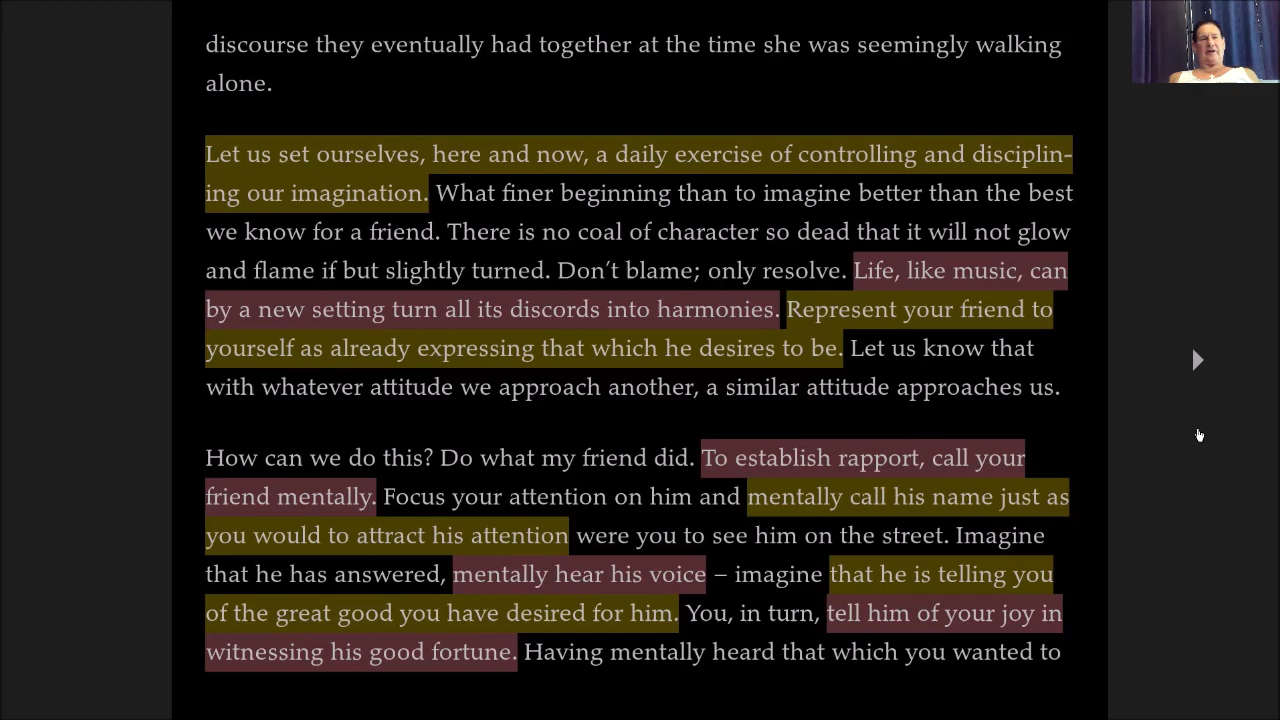 discourse they eventually had together at the time she was seemingly walking
alone.
Let us set ourselves, here and now, a daily exercise of controlling and disciplin-
ing our imagination. What finer beginning than to imagine better than the best
we know for a friend. There is no coal of character so dead that it will not glow
and flame if but slightly turned. Don’t blame; only resolve. Life, like music, can
by a new setting turn all its discords into harmonies. Represent your friend to
yourself as already expressing that which he desires to be. Let us know that
with whatever attitude we approach another, a similar attitude approaches us.
How can we do this? Do what my friend did. To establish rapport, call your
friend mentally. Focus your attention on him and mentally call his name just as
you would to attract his attention were you to see him on the street. Imagine
that he has answered, mentally hear his voice – imagine that he is telling you
of the great good you have desired for him. You, in turn, tell him of your joy in
witnessing his good fortune. Having mentally heard that which you wanted to